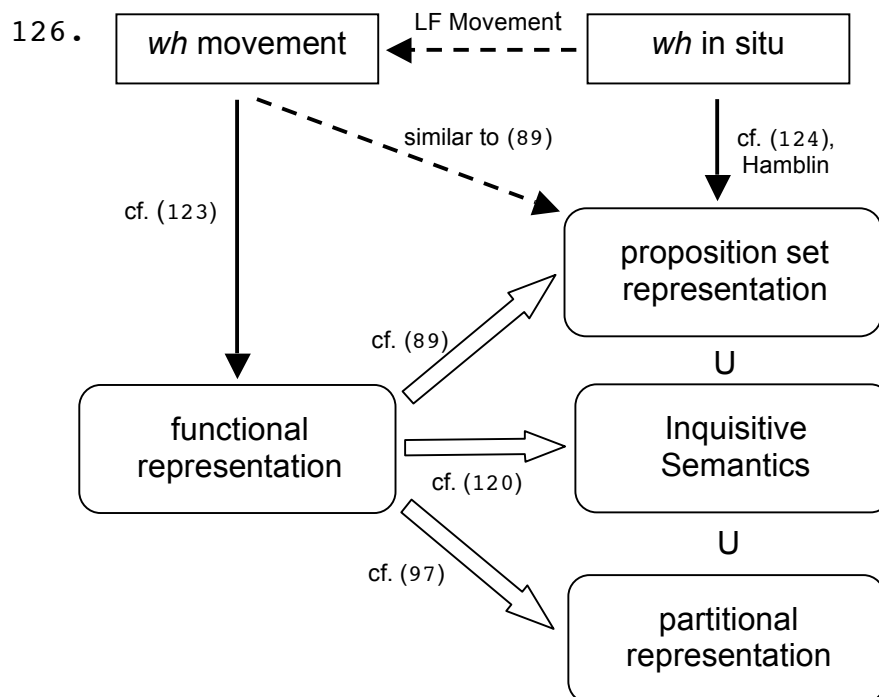 126.
wh movement
LF Movement
wh in situ
similar to (89)
cf. (124),
Hamblin
cf. (123)
proposition set
representation
cf. (89)
U
functional
representation
Inquisitive
Semantics
cf. (120)
U
cf. (97)
partitional
representation